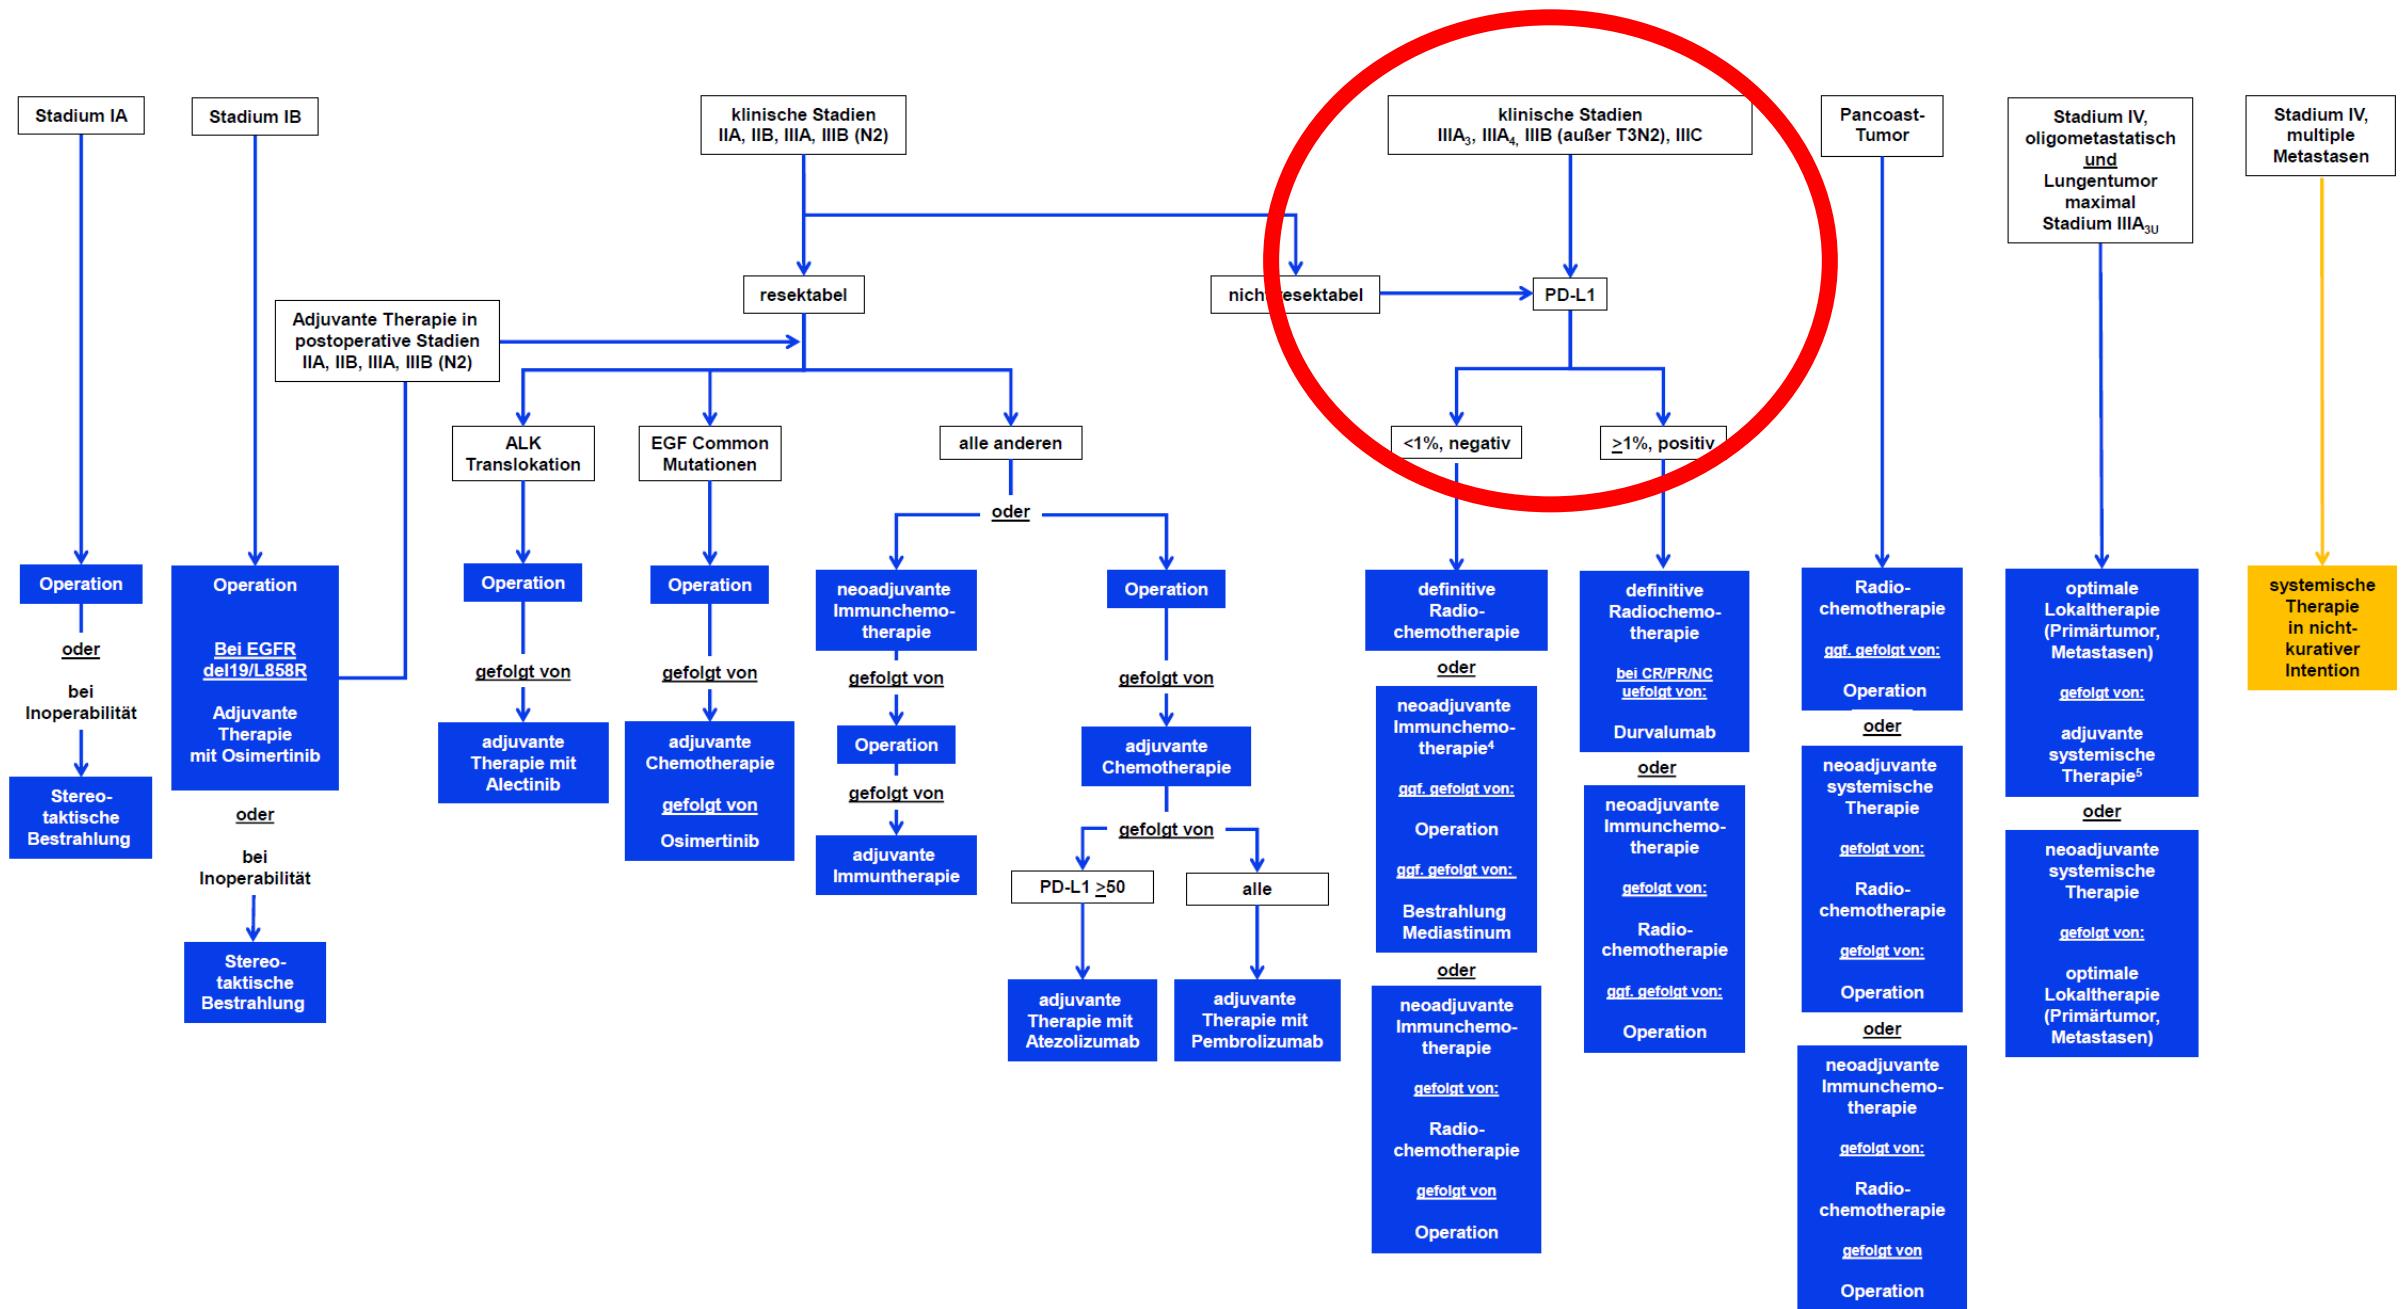 Stadium IA
Stadium IB
klinische Stadien
IIA, IIB, IIIA, IIIB (N2)
klinische Stadien
IIIA3, IIIA4, IIIB (außer T3N2), IIIC
Pancoast-
Tumor
Stadium IV,
oligometastatisch
und
Lungentumor
maximal
Stadium IIIA3U
Stadium IV,
multiple
Metastasen
resektabel
nicht resektabel
PD-L1
Adjuvante Therapie in
postoperative Stadien
IIA, IIB, IIIA, IIIB (N2)
ALK
Translokation
EGF Common
Mutationen
alle anderen
<1%, negativ
≥1%, positiv
Operation
oder
bei
Inoperabilität
Stereo-
taktische
Bestrahlung
Operation
Bei EGFR
del19/L858R
Adjuvante
Therapie
mit Osimertinib
oder
bei
Inoperabilität
Stereo-
taktische
Bestrahlung
Operation
gefolgt von
adjuvante
Therapie mit
Alectinib
Operation
gefolgt von
adjuvante
Chemotherapie
gefolgt von
Osimertinib
oder
neoadjuvante
Immunchemo-
therapie
gefolgt von
Operation
gefolgt von
adjuvante
Immuntherapie
Operation
gefolgt von
adjuvante
Chemotherapie
gefolgt von
PD-L1 ≥50
alle
adjuvante
Therapie mit
Atezolizumab
adjuvante
Therapie mit
Pembrolizumab
definitive
Radio-
chemotherapie
oder
neoadjuvante
Immunchemo-
therapie⁴
ggf. gefolgt von:
Operation
ggf. gefolgt von:
Bestrahlung
Mediastinum
oder
neoadjuvante
Immunchemo-
therapie
gefolgt von:
Radio-
chemotherapie
gefolgt von
Operation
definitive
Radiochemo-
therapie
bei CR/PR/NC
uefolgt von:
Durvalumab
oder
neoadjuvante
Immunchemo-
therapie
gefolgt von:
Radio-
chemotherapie
ggf. gefolgt von:
Operation
Radio-
chemotherapie
ggf. gefolgt von:
Operation
oder
neoadjuvante
systemische
Therapie
gefolgt von:
Radio-
chemotherapie
gefolgt von:
Operation
oder
neoadjuvante
Immunchemo-
therapie
gefolgt von:
Radio-
chemotherapie
gefolgt von
Operation
optimale
Lokaltherapie
(Primärtumor,
Metastasen)
gefolgt von:
adjuvante
systemische
Therapie⁵
oder
neoadjuvante
systemische
Therapie
gefolgt von:
optimale
Lokaltherapie
(Primärtumor,
Metastasen)
systemische
Therapie
in nicht-
kurativer
Intention